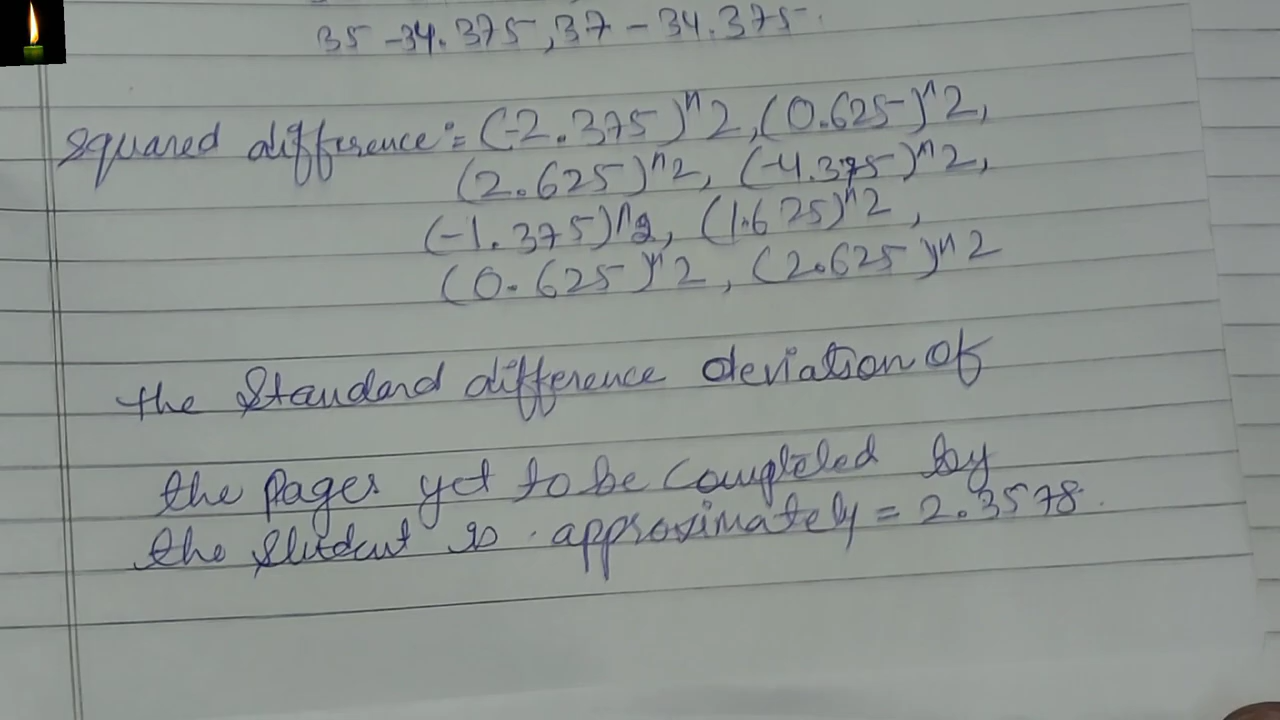 35 -34.375, 37 - 34.375.
squared difference:= (-2.375)^2, (0.625)^2,
(2.625)^2, (-4.375)^2,
(-1.375)^2, (1.625)^2,
(0.625)^2, (2.625)^2
the Standard difference deviation of
the pages yet to be completed by
the student is approximately = 2.3578.